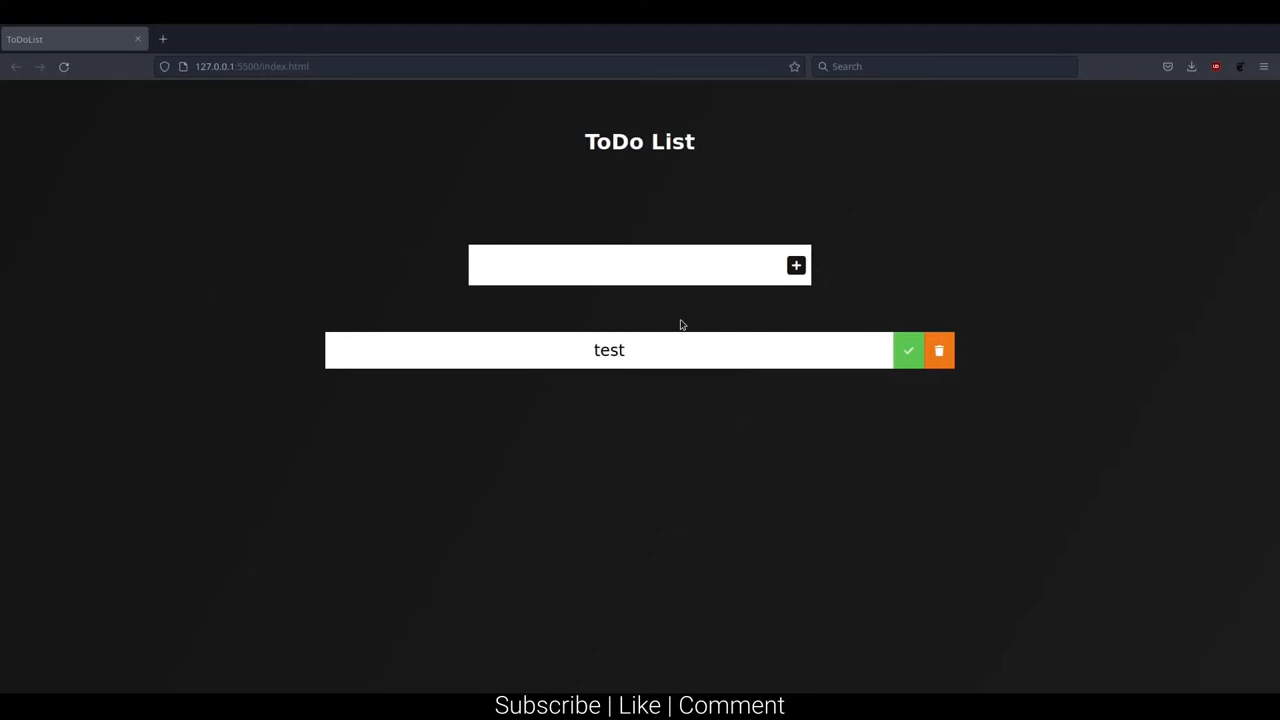 ToDoList
127.0.0.1:5500/index.html
Search
ToDo List
test
Subscribe | Like | Comment